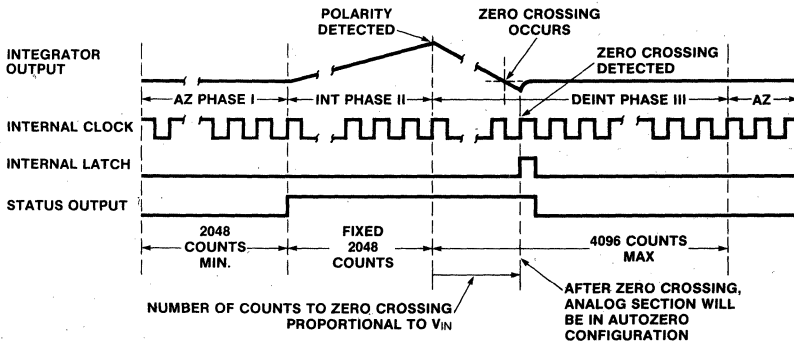 POLARITY
DETECTED
ZERO CROSSING
OCCURS
INTEGRATOR
OUTPUT
ZERO CROSSING
DETECTED
AZ PHASE I
INT PHASE II
DEINT PHASE III
AZ
INTERNAL CLOCK
INTERNAL LATCH
STATUS OUTPUT
2048
COUNTS
MIN.
FIXED
2048
COUNTS
4096 COUNTS
MAX
NUMBER OF COUNTS TO ZERO CROSSING
PROPORTIONAL TO VIN
AFTER ZERO CROSSING,
ANALOG SECTION WILL
BE IN AUTOZERO
CONFIGURATION